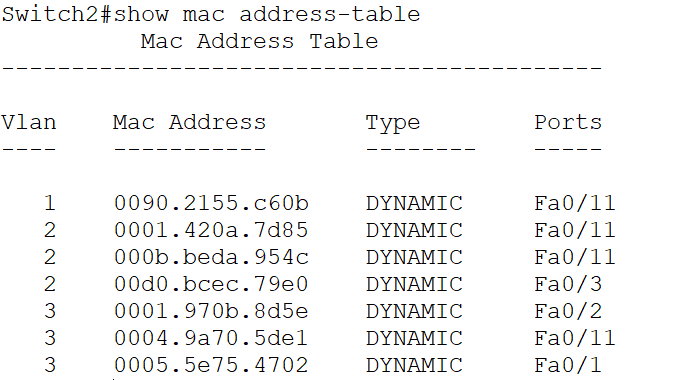 Switch2#show mac address-table
Mac Address Table
-------------------------------------------
Vlan Mac Address Type Ports
---- ----------- -------- -----
1 0090.2155.c60b DYNAMIC Fa0/11
2 0001.420a.7d85 DYNAMIC Fa0/11
2 000b.beda.954c DYNAMIC Fa0/11
2 00d0.bcec.79e0 DYNAMIC Fa0/3
3 0001.970b.8d5e DYNAMIC Fa0/2
3 0004.9a70.5de1 DYNAMIC Fa0/11
3 0005.5e75.4702 DYNAMIC Fa0/1